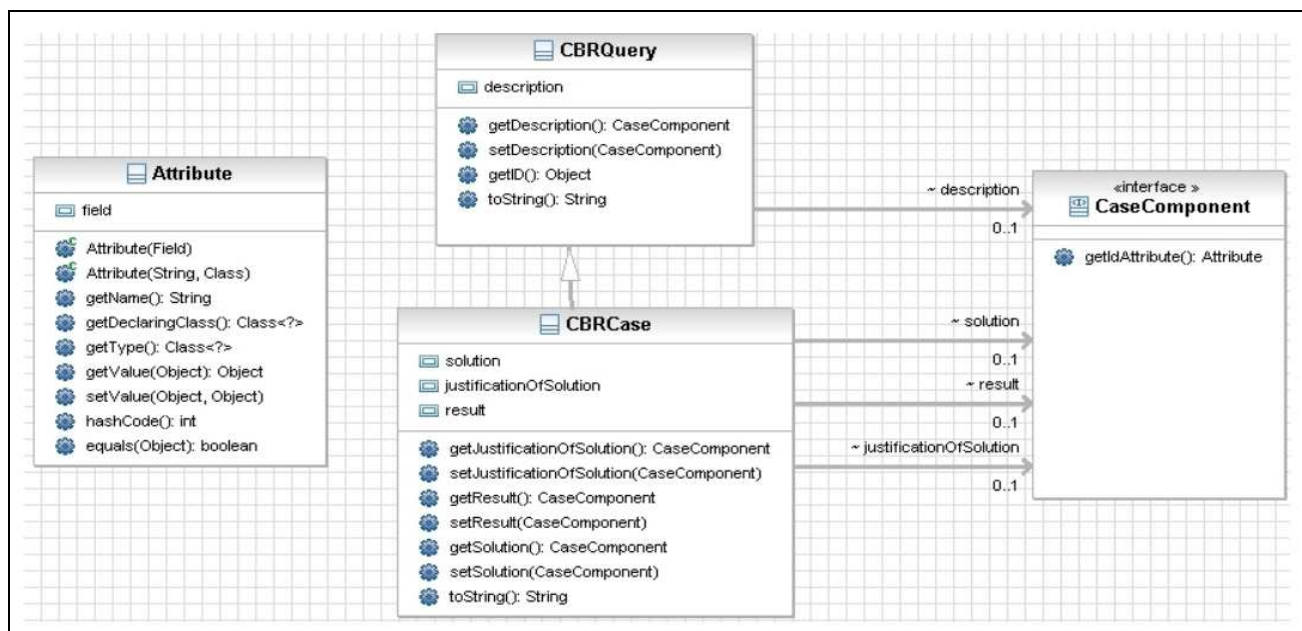 CBRQuery
description
getDescription(): CaseComponent
setDescription(CaseComponent)
getID(): Object
toString(): String
Attribute
field
Attribute(Field)
Attribute(String, Class)
getName(): String
getDeclaringClass(): Class<?>
getType(): Class<?>
getValue(Object): Object
setValue(Object, Object)
hashCode(): int
equals(Object): boolean
~ description
0..1
«interface »
CaseComponent
getIdAttribute(): Attribute
CBRCase
solution
justificationOfSolution
result
getJustificationOfSolution(): CaseComponent
setJustificationOfSolution(CaseComponent)
getResult(): CaseComponent
setResult(CaseComponent)
getSolution(): CaseComponent
setSolution(CaseComponent)
toString(): String
~ solution
0..1
~ result
0..1
~ justificationOfSolution
0..1